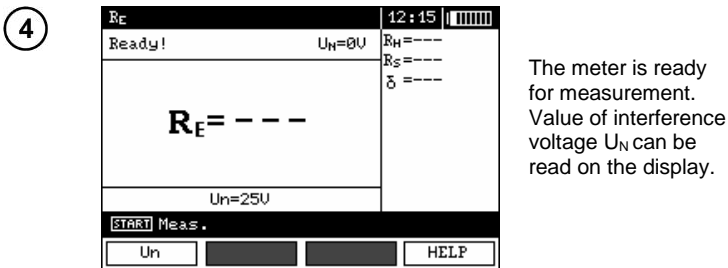 4
RE 12:15
Ready! UN=0V
RH=---
RS=---
δ =---
RE= ---
Un=25V
START Meas.
Un HELP
The meter is ready
for measurement.
Value of interference
voltage UN can be
read on the display.